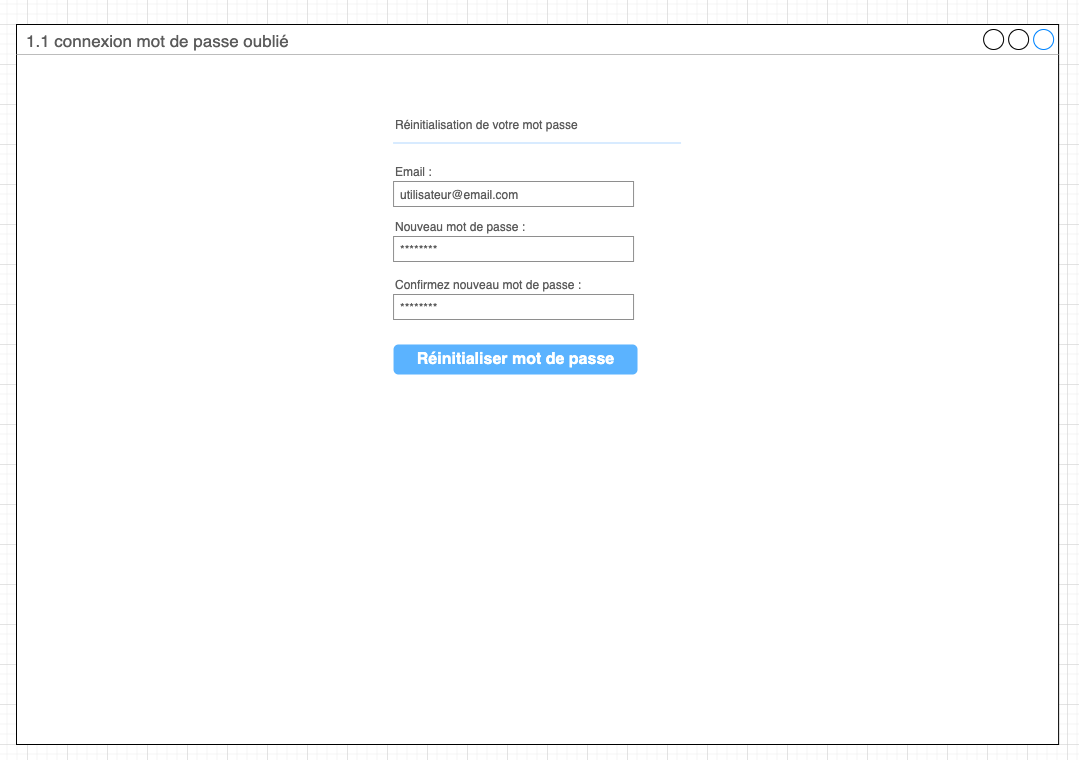 1.1 connexion mot de passe oublié
Réinitialisation de votre mot passe
Email :
utilisateur@email.com
Nouveau mot de passe :
********
Confirmez nouveau mot de passe :
********
Réinitialiser mot de passe